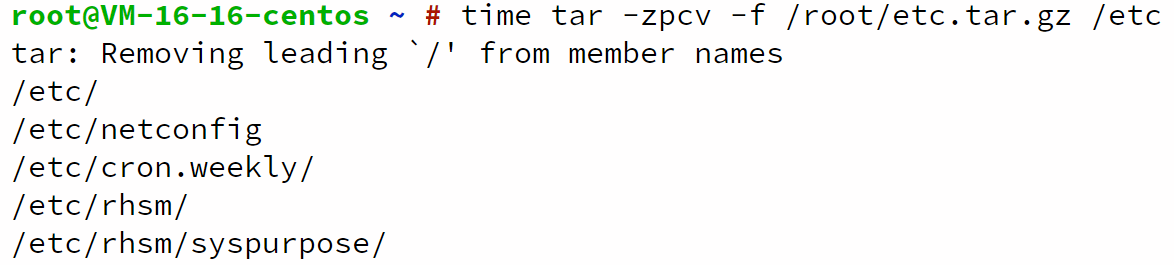 root@VM-16-16-centos ~ # time tar -zpcv -f /root/etc.tar.gz /etc
tar: Removing leading `/' from member names
/etc/
/etc/netconfig
/etc/cron.weekly/
/etc/rhsm/
/etc/rhsm/syspurpose/